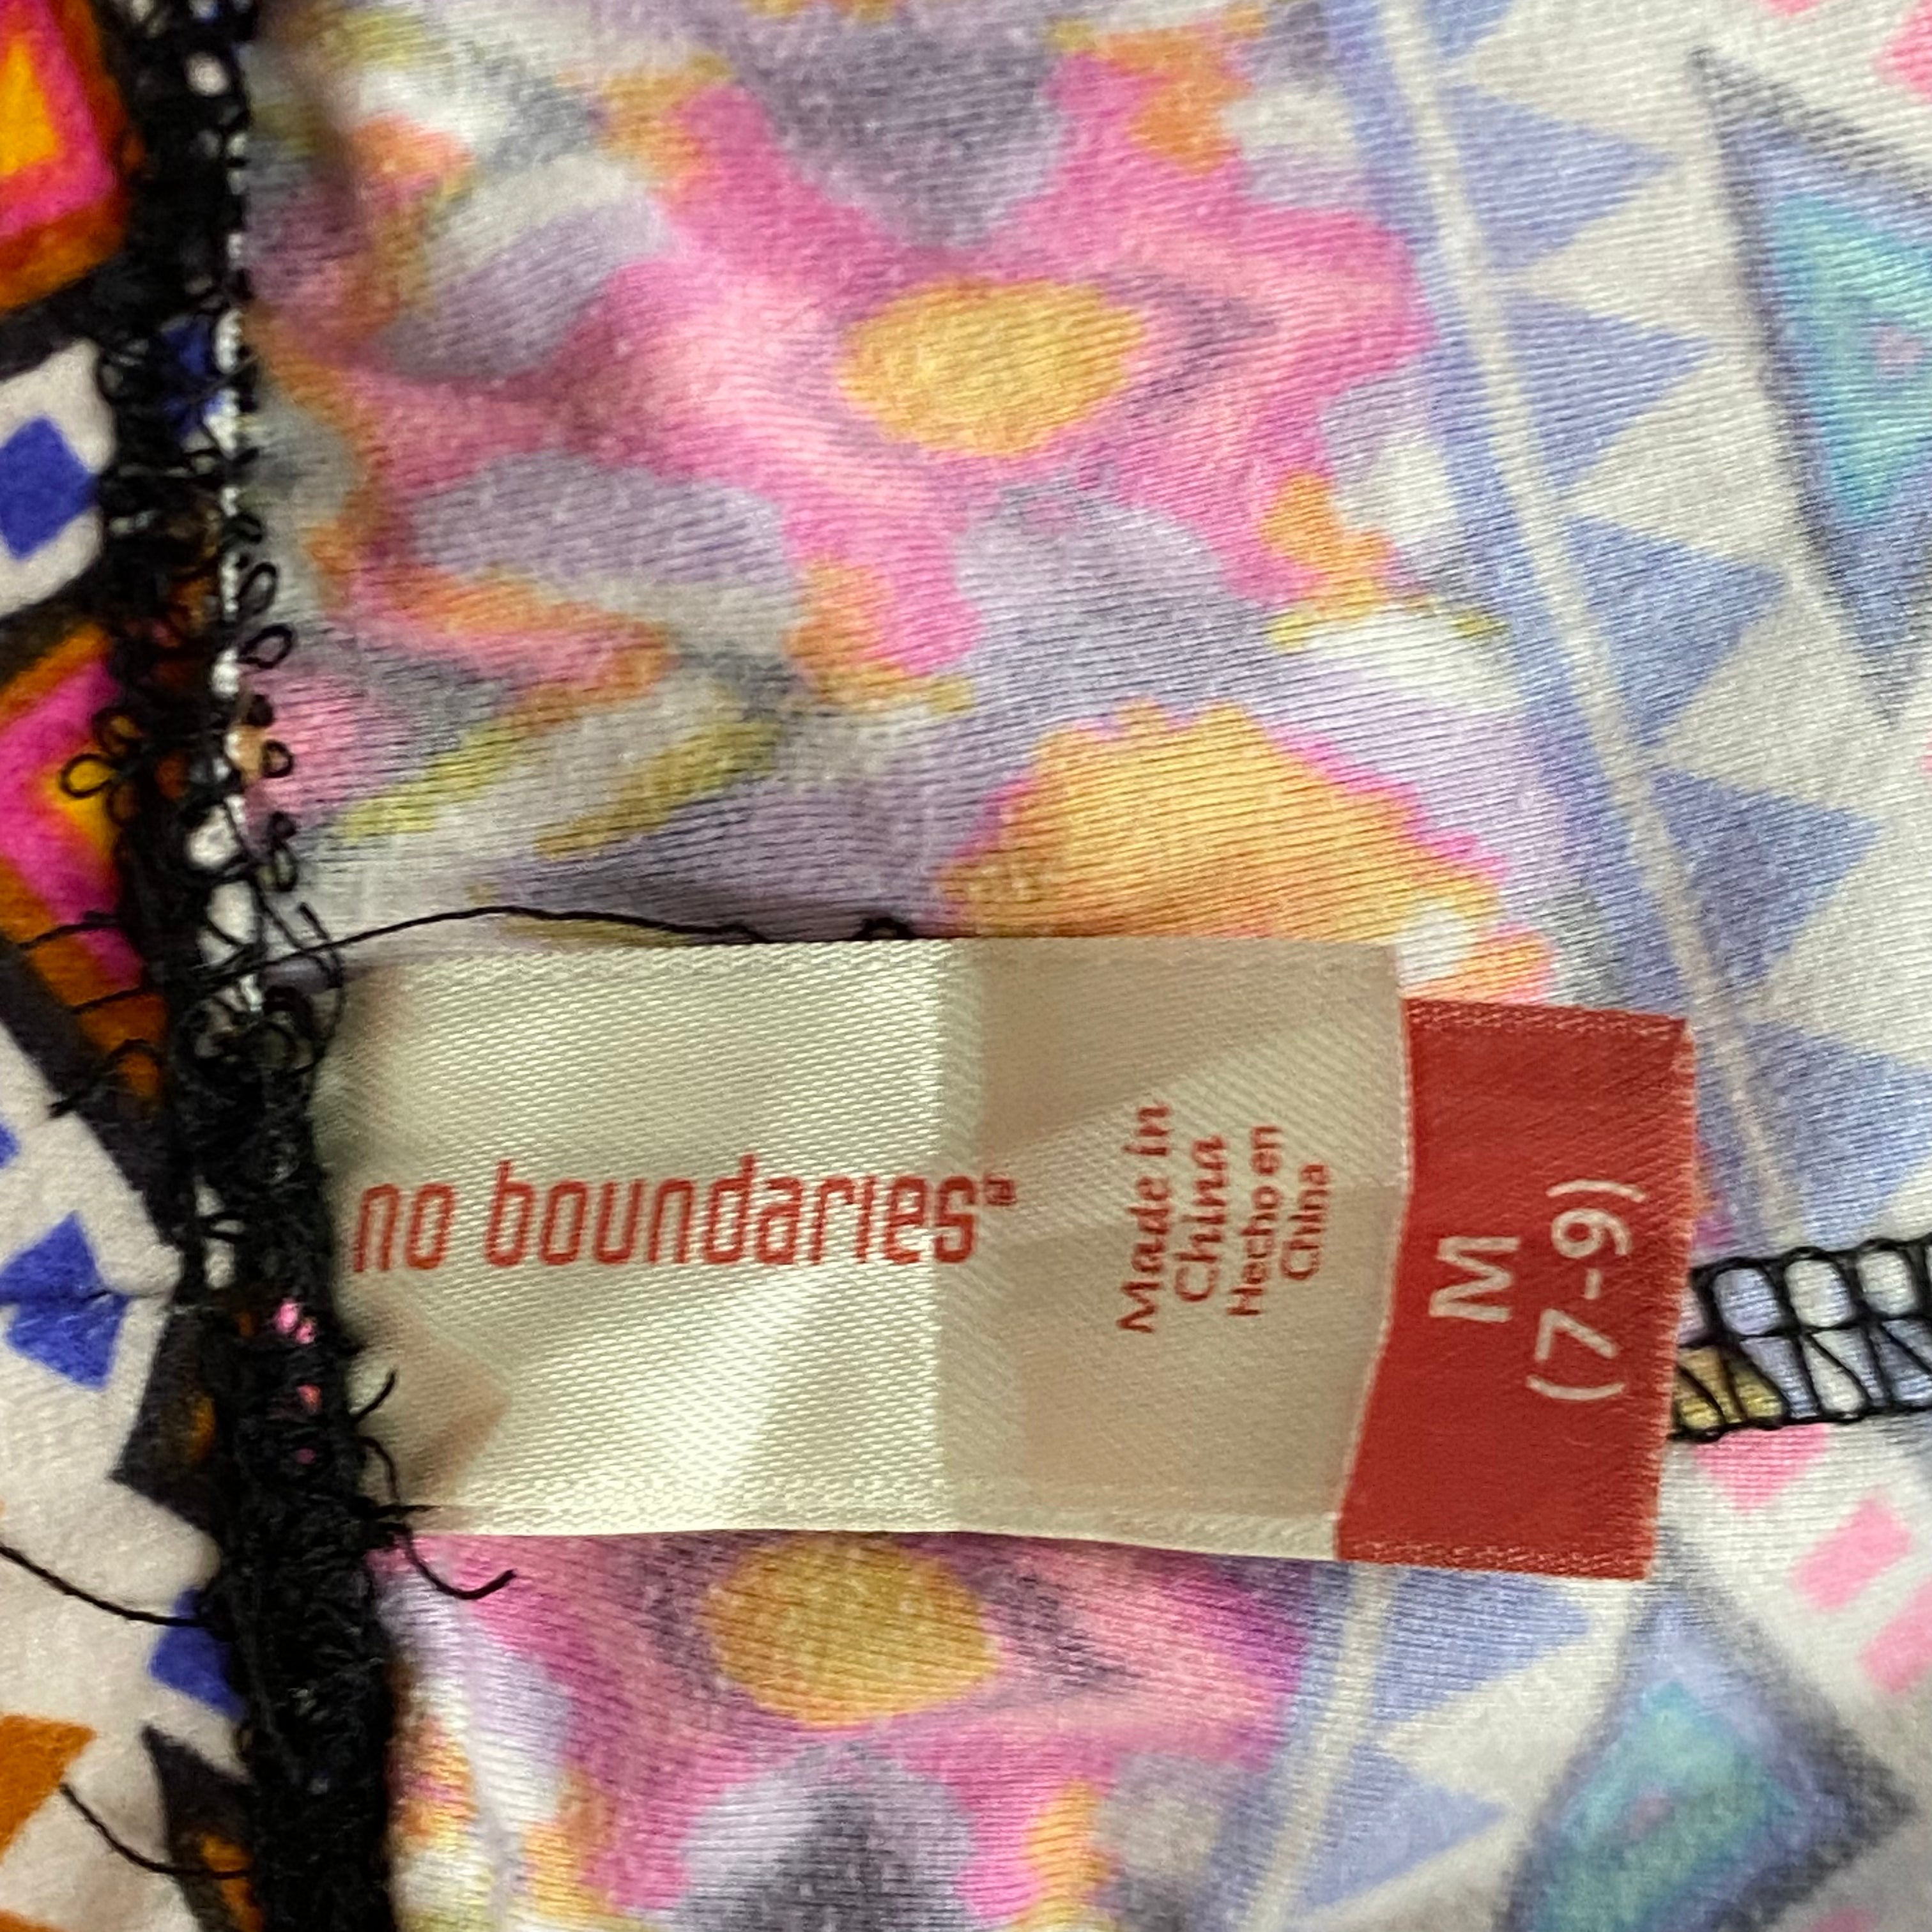 no boundaries®
Made in
China
Hecho en
China
M
(7-9)